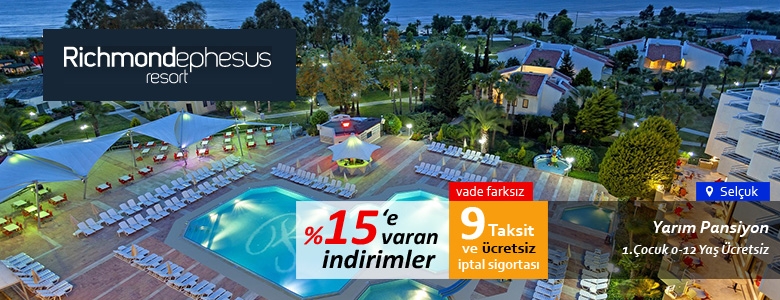 Richmondephesus
resort
%15'e
varan
indirimler
vade farksız
9 Taksit
ve ücretsiz
iptal sigortası
Selçuk
Yarım Pansiyon
1.Çocuk 0-12 Yaş Ücretsiz